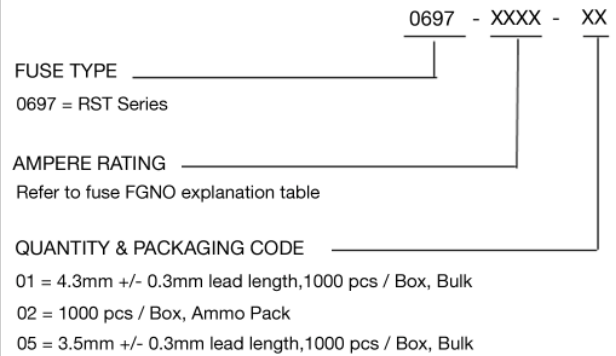 0697 - XXXX - XX
FUSE TYPE
0697 = RST Series
AMPERE RATING
Refer to fuse FGNO explanation table
QUANTITY & PACKAGING CODE
01 = 4.3mm +/- 0.3mm lead length,1000 pcs / Box, Bulk
02 = 1000 pcs / Box, Ammo Pack
05 = 3.5mm +/- 0.3mm lead length,1000 pcs / Box, Bulk